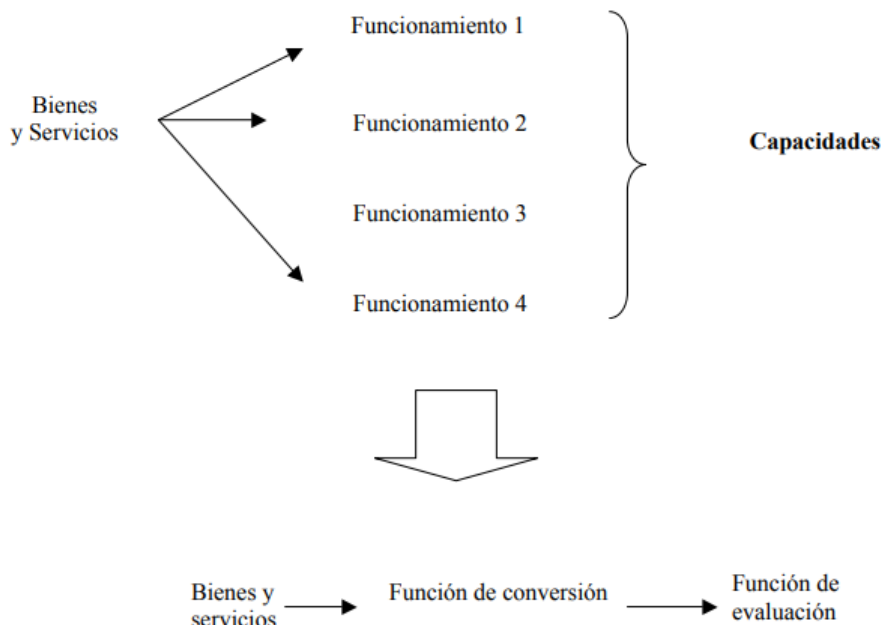 Funcionamiento 1
Bienes
y Servicios
Funcionamiento 2
Capacidades
Funcionamiento 3
Funcionamiento 4
Bienes y
servicios
Función de conversión
Función de
evaluación